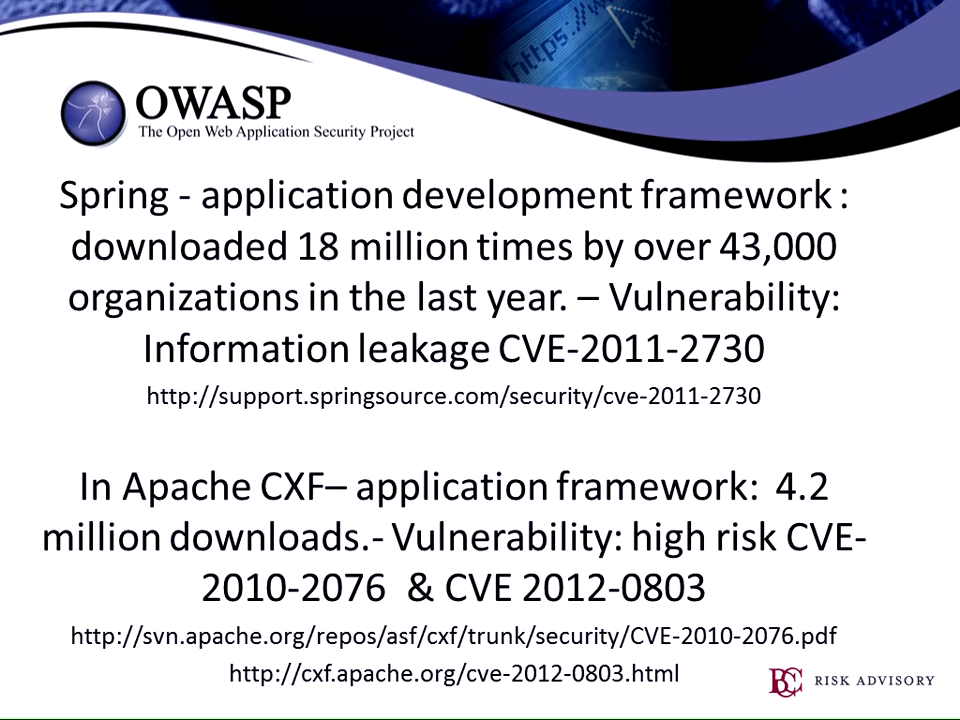 https://w
OWASP
The Open Web Application Security Project
Spring - application development framework :
downloaded 18 million times by over 43,000
organizations in the last year. – Vulnerability:
Information leakage CVE-2011-2730
http://support.springsource.com/security/cve-2011-2730
In Apache CXF– application framework: 4.2
million downloads.- Vulnerability: high risk CVE-
2010-2076 & CVE 2012-0803
http://svn.apache.org/repos/asf/cxf/trunk/security/CVE-2010-2076.pdf
http://cxf.apache.org/cve-2012-0803.html
BCC RISK ADVISORY